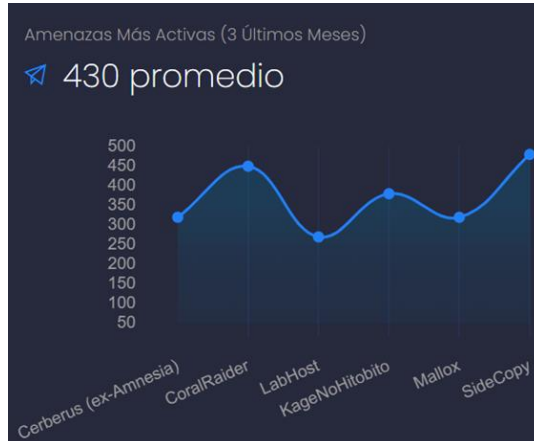 Amenazas Más Activas (3 Últimos Meses)
430 promedio
500
450
400
350
300
250
200
150
100
50
Cerberus (ex-Amnesia)
CoralRaider
LabHost
KageNoHitobito
Mallox
SideCopy